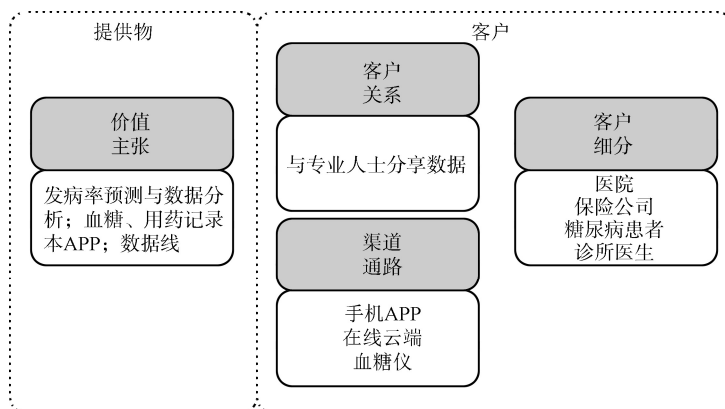 提供物
客户
价值
主张
发病率预测与数据分
析；血糖、用药记录
本APP；数据线
客户
关系
与专业人士分享数据
渠道
通路
手机APP
在线云端
血糖仪
客户
细分
医院
保险公司
糖尿病患者
诊所医生